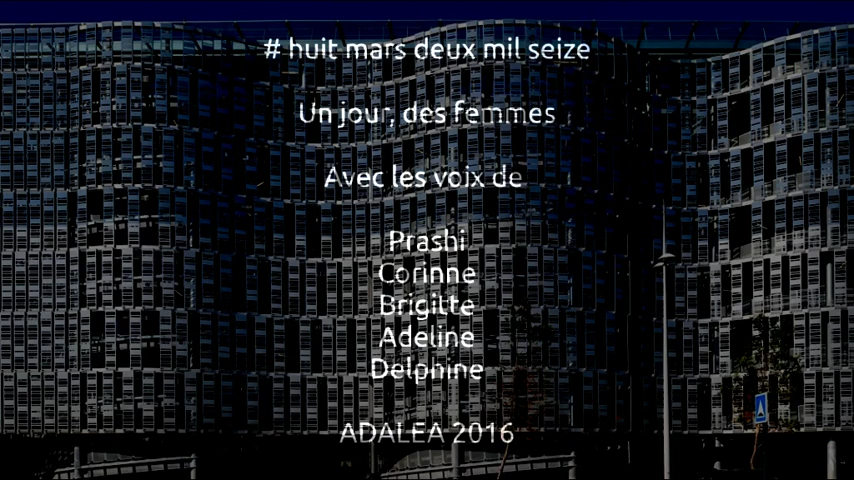 # huit mars deux mil seize
Un jour, des femmes
Avec les voix de
Prashi
Corinne
Brigitte
Adeline
Delphine
ADALEA 2016